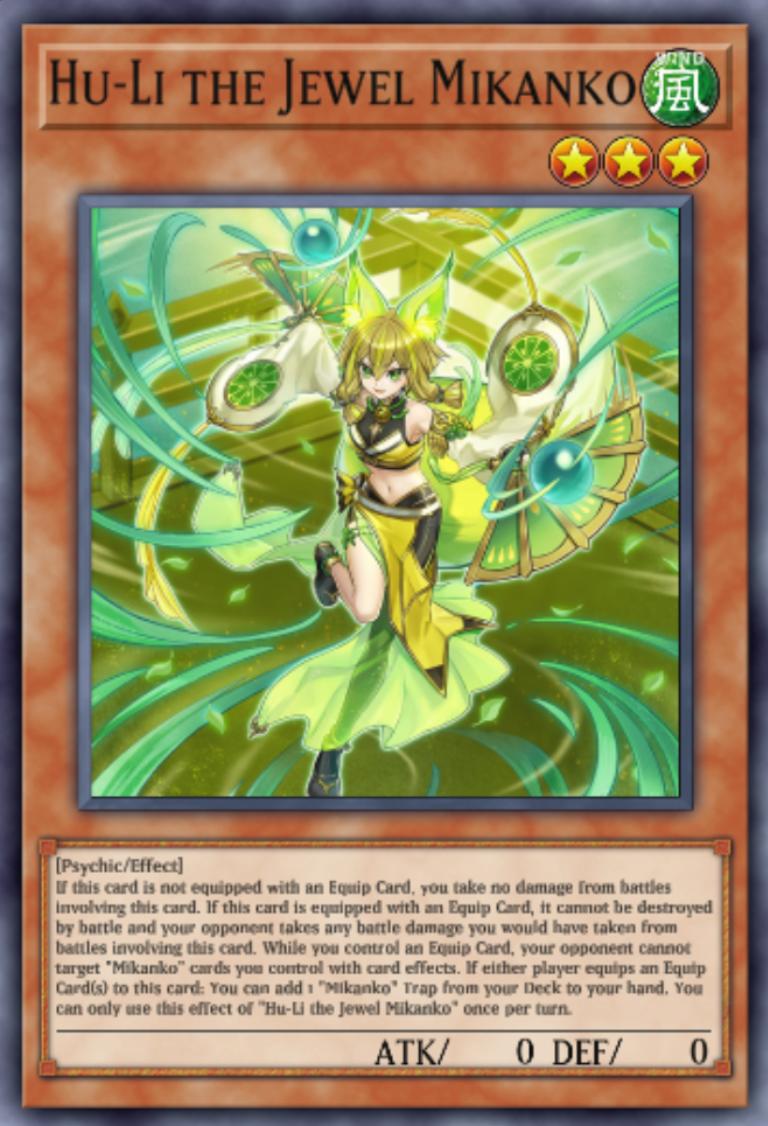 Hu-Li the Jewel Mikanko
WIND
風
[Psychic/Effect]
If this card is not equipped with an Equip Card, you take no damage from battles
involving this card. If this card is equipped with an Equip Card, it cannot be destroyed
by battle and your opponent takes any battle damage you would have taken from
battles involving this card. While you control an Equip Card, your opponent cannot
target "Mikanko" cards you control with card effects. If either player equips an Equip
Card(s) to this card: You can add 1 "Mikanko" Trap from your Deck to your hand. You
can only use this effect of "Hu-Li the Jewel Mikanko" once per turn.
ATK/ 0 DEF/ 0